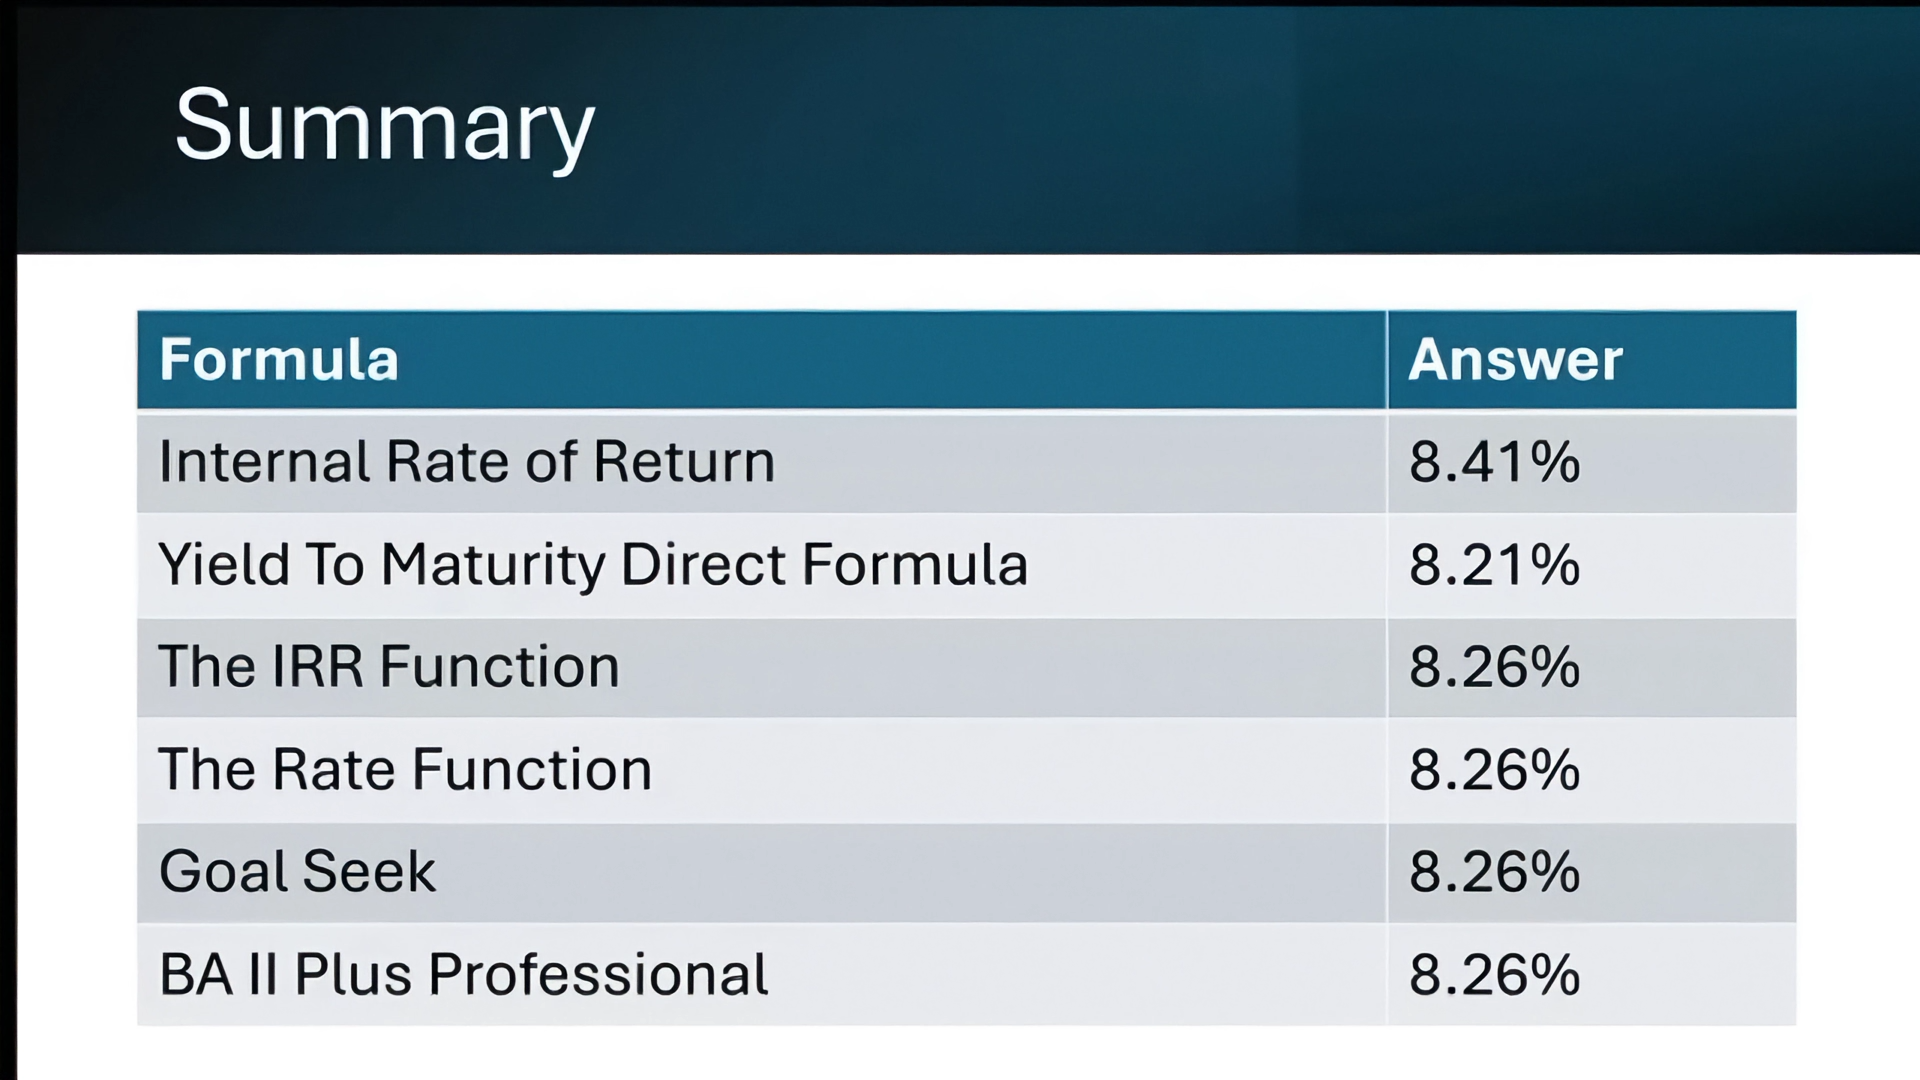 Summary
Formula Answer
Internal Rate of Return 8.41%
Yield To Maturity Direct Formula 8.21%
The IRR Function 8.26%
The Rate Function 8.26%
Goal Seek 8.26%
BA II Plus Professional 8.26%